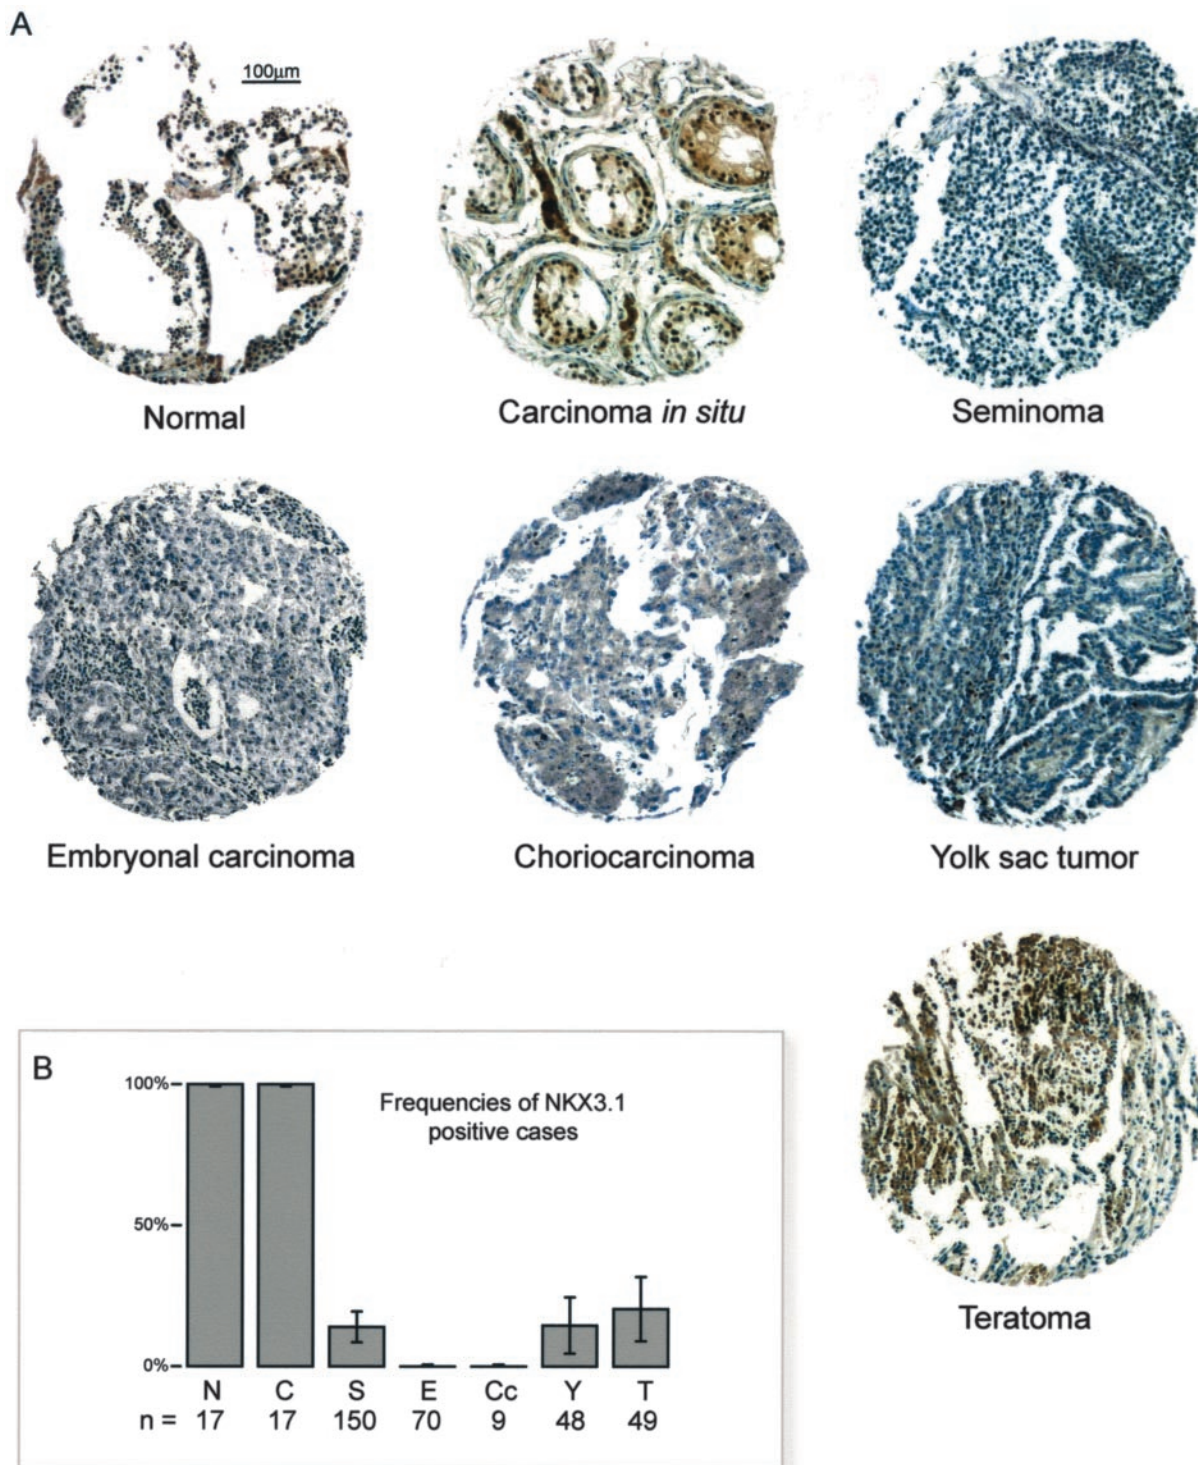 A
100µm
Normal
Carcinoma in situ
Seminoma
Embryonal carcinoma
Choriocarcinoma
Yolk sac tumor
Teratoma
B
Frequencies of NKX3.1
positive cases
100%
50%
0%
N C S E Cc Y T
n = 17 17 150 70 9 48 49